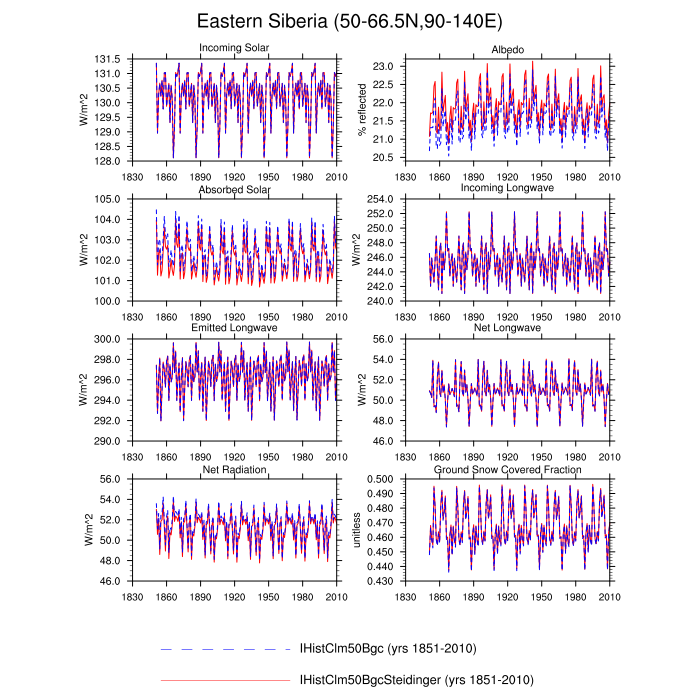 Eastern Siberia (50-66.5N,90-140E)
Incoming Solar
W/m^2
131.5
131.0
130.5
130.0
129.5
129.0
128.5
128.0
1830 1860 1890 1920 1950 1980 2010
Albedo
% reflected
23.0
22.5
22.0
21.5
21.0
20.5
1830 1860 1890 1920 1950 1980 2010
Absorbed Solar
W/m^2
105.0
104.0
103.0
102.0
101.0
100.0
1830 1860 1890 1920 1950 1980 2010
Incoming Longwave
W/m^2
254.0
252.0
250.0
248.0
246.0
244.0
242.0
240.0
1830 1860 1890 1920 1950 1980 2010
Emitted Longwave
W/m^2
300.0
298.0
296.0
294.0
292.0
290.0
1830 1860 1890 1920 1950 1980 2010
Net Longwave
W/m^2
56.0
54.0
52.0
50.0
48.0
46.0
1830 1860 1890 1920 1950 1980 2010
Net Radiation
W/m^2
56.0
54.0
52.0
50.0
48.0
46.0
1830 1860 1890 1920 1950 1980 2010
Ground Snow Covered Fraction
unitless
0.500
0.490
0.480
0.470
0.460
0.450
0.440
0.430
1830 1860 1890 1920 1950 1980 2010
IHistClm50Bgc (yrs 1851-2010)
IHistClm50BgcSteidinger (yrs 1851-2010)